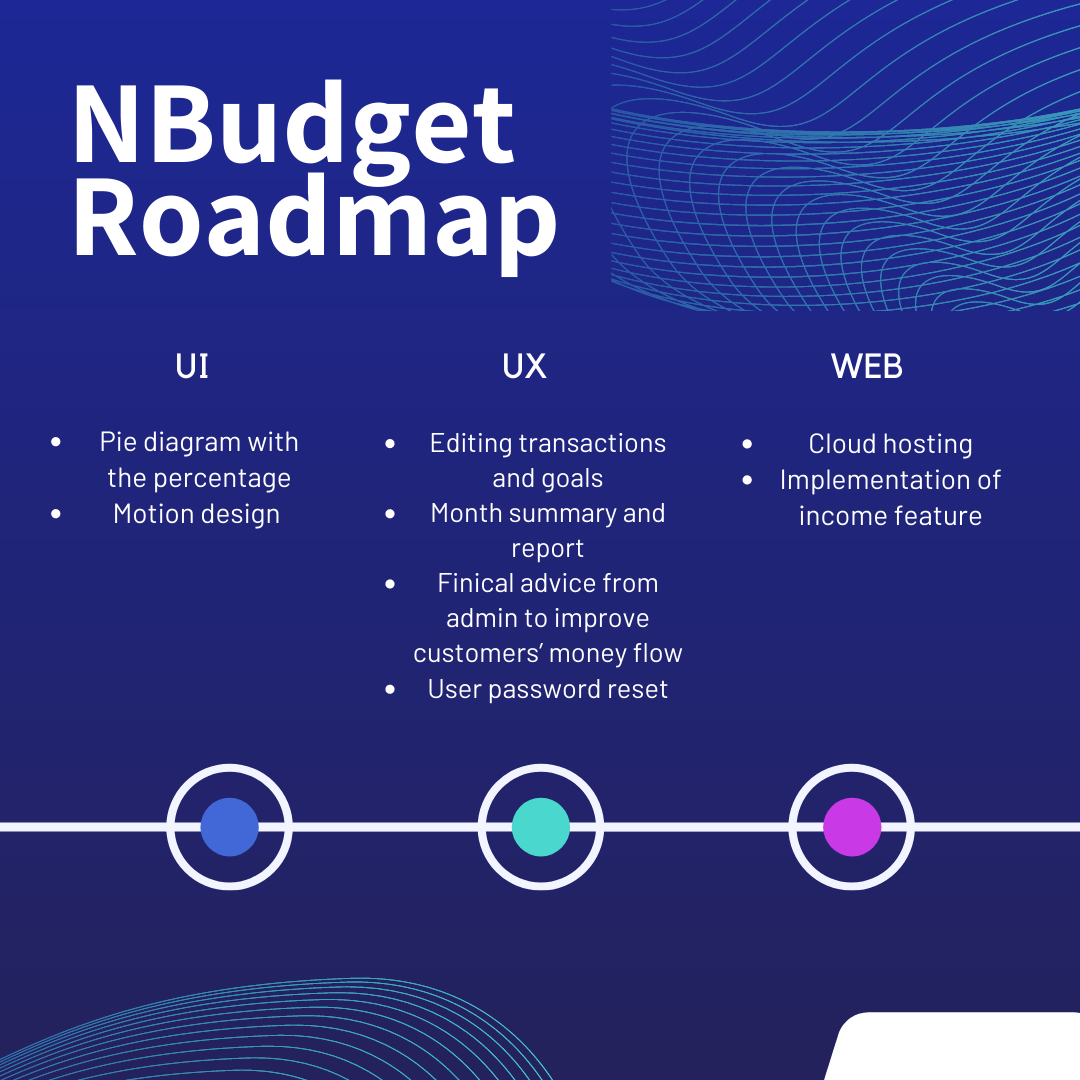 NBudget
Roadmap
UI
• Pie diagram with
the percentage
• Motion design
UX
• Editing transactions
and goals
• Month summary and
report
• Finical advice from
admin to improve
customers’ money flow
• User password reset
WEB
• Cloud hosting
• Implementation of
income feature